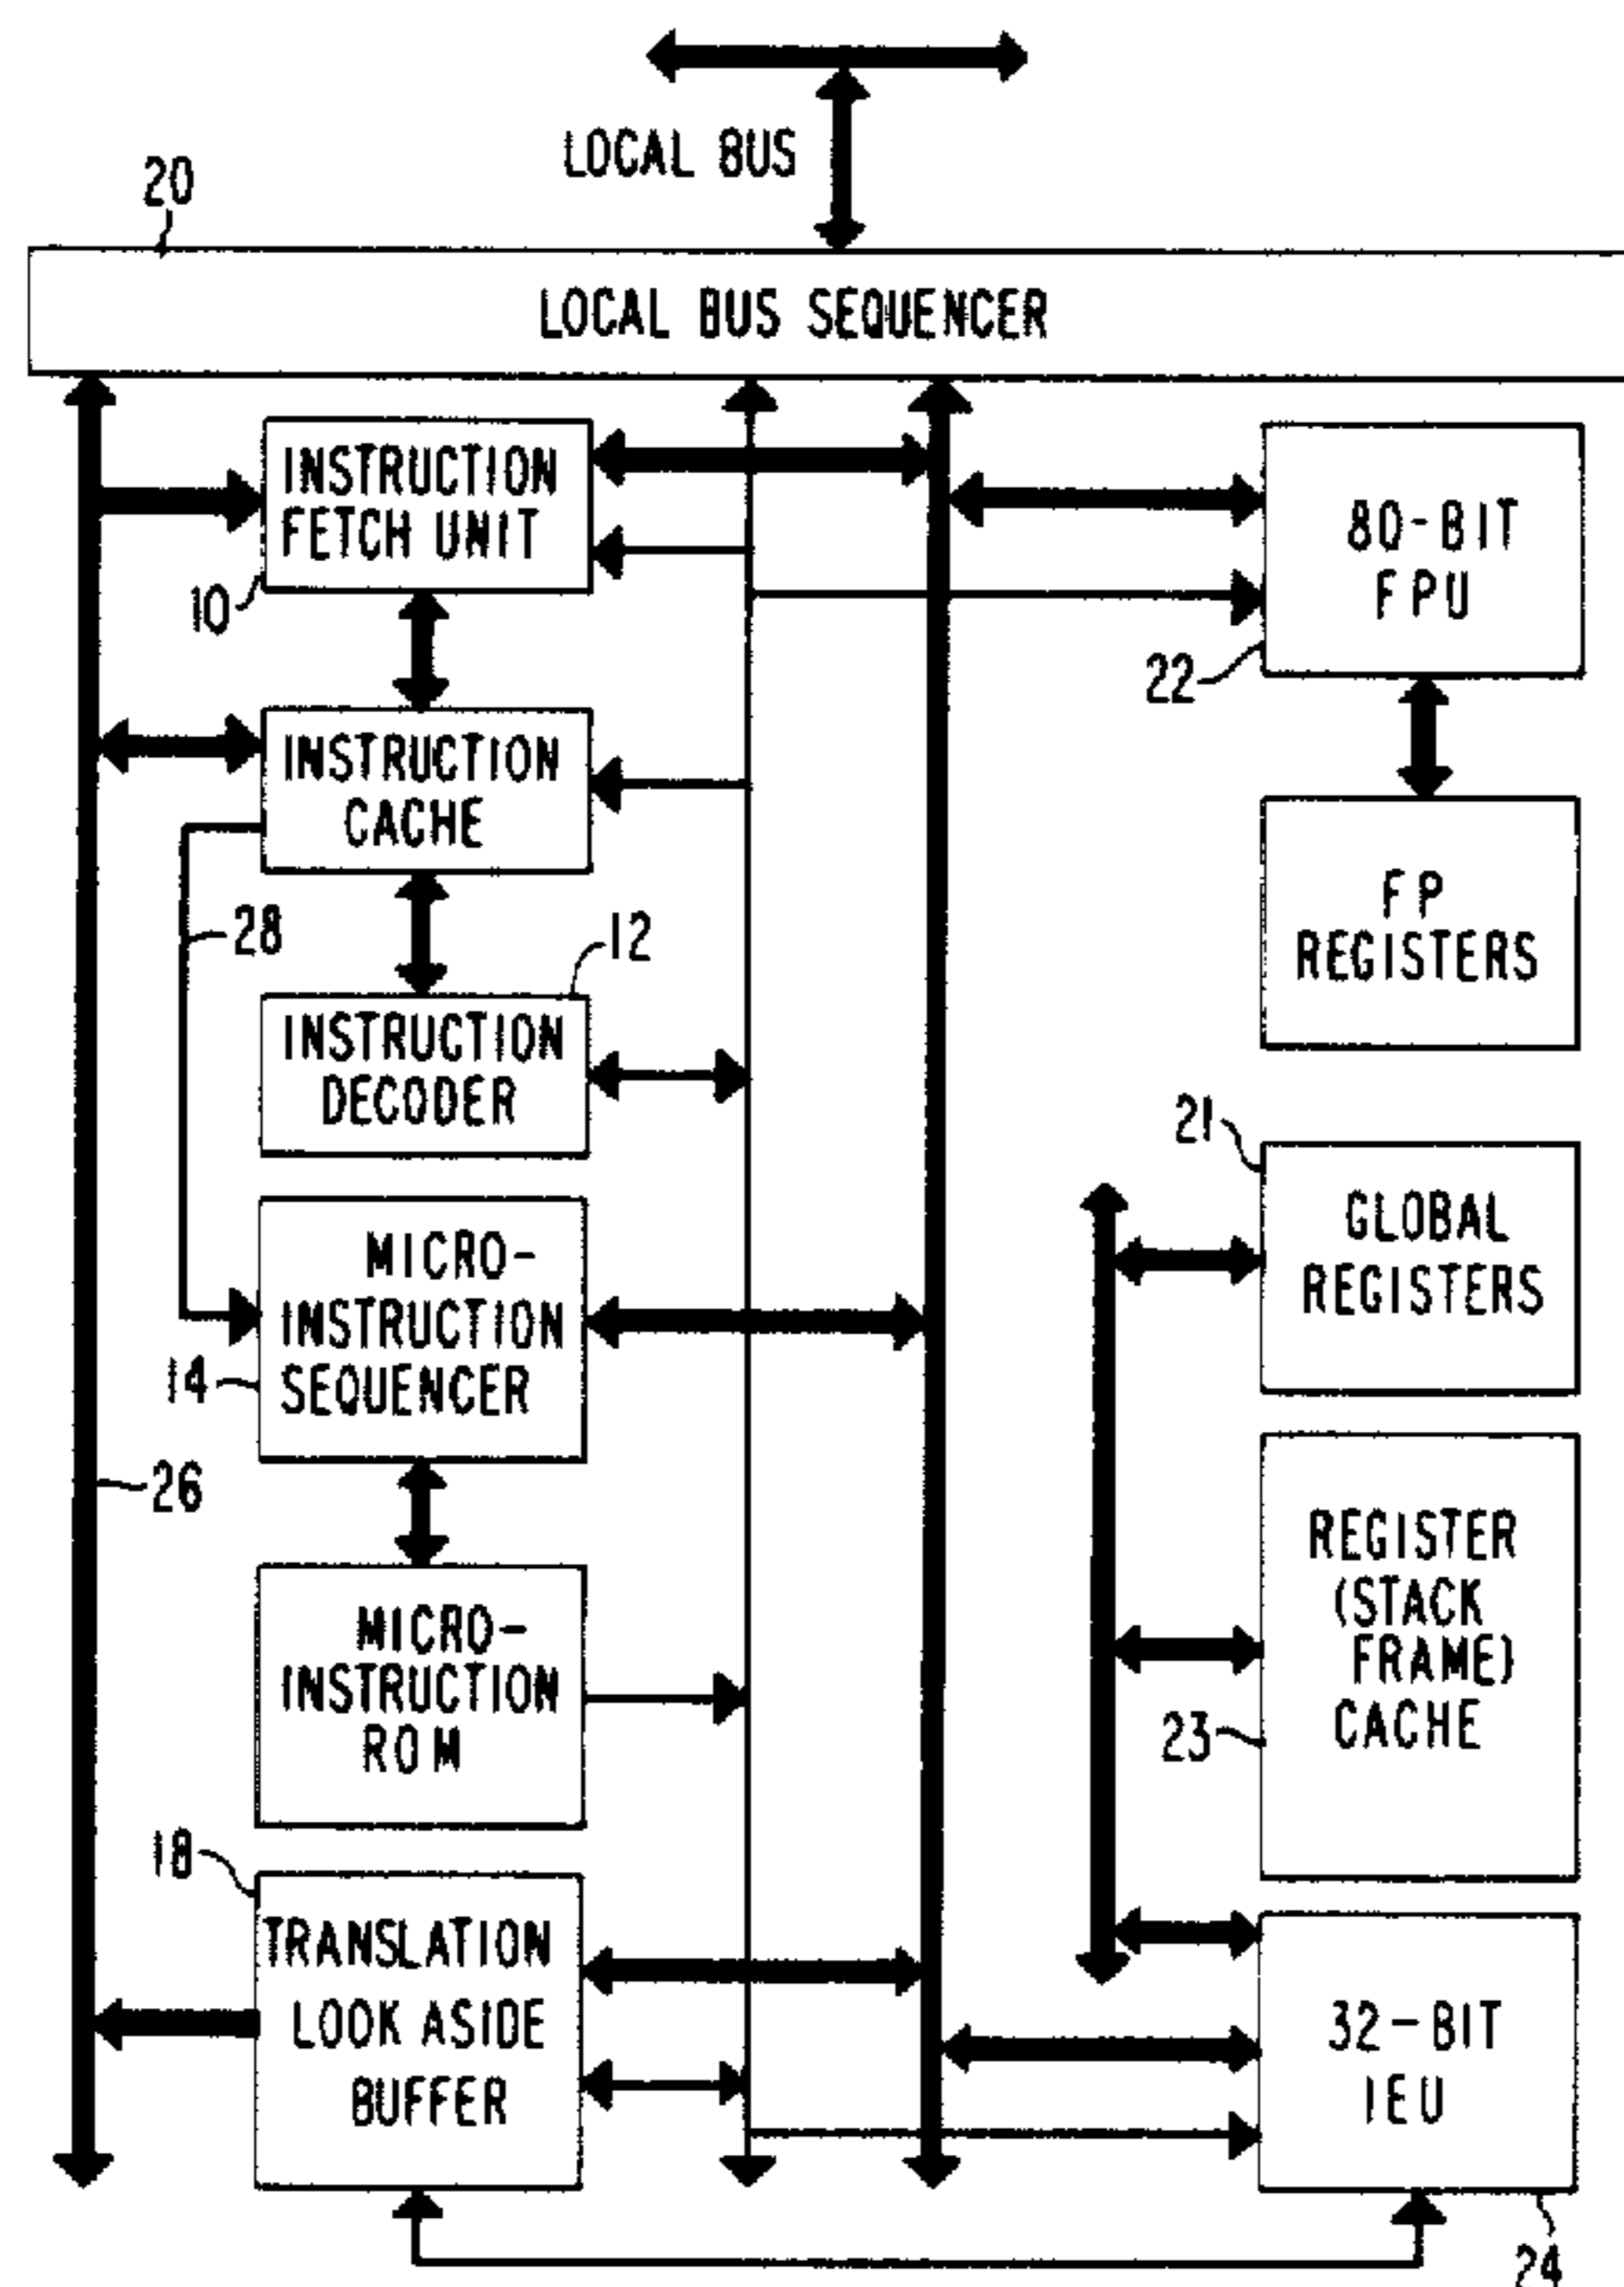 LOCAL BUS
20
LOCAL BUS SEQUENCER
INSTRUCTION
FETCH UNIT
10
80-BIT
FPU
22
INSTRUCTION
CACHE
28
FP
REGISTERS
12
INSTRUCTION
DECODER
21
GLOBAL
REGISTERS
MICRO-
INSTRUCTION
SEQUENCER
14
26
REGISTER
(STACK
FRAME)
CACHE
23
MICRO-
INSTRUCTION
ROM
18
TRANSLATION
LOOK ASIDE
BUFFER
32-BIT
IEU
24